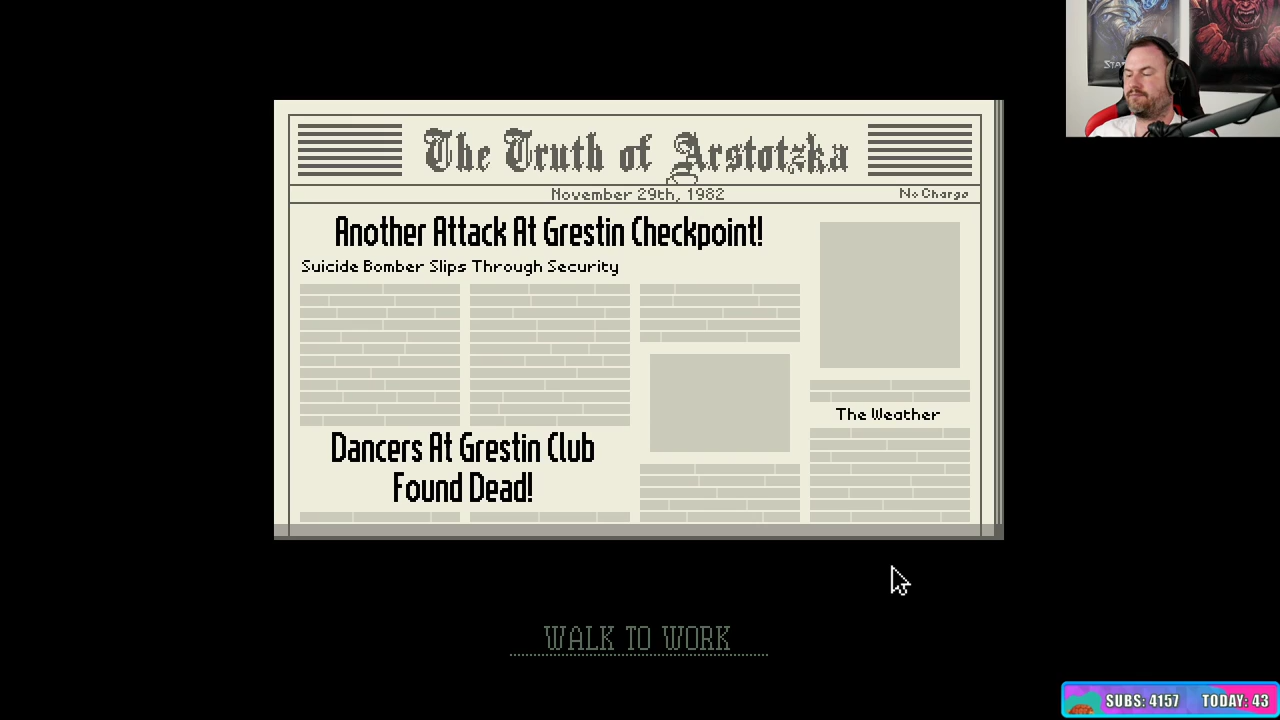 The Truth of Arstotzka
November 29th, 1982
No Charge
Another Attack At Grestin Checkpoint!
Suicide Bomber Slips Through Security
The Weather
Dancers At Grestin Club
Found Dead!
WALK TO WORK
SUBS: 4157 TODAY: 43